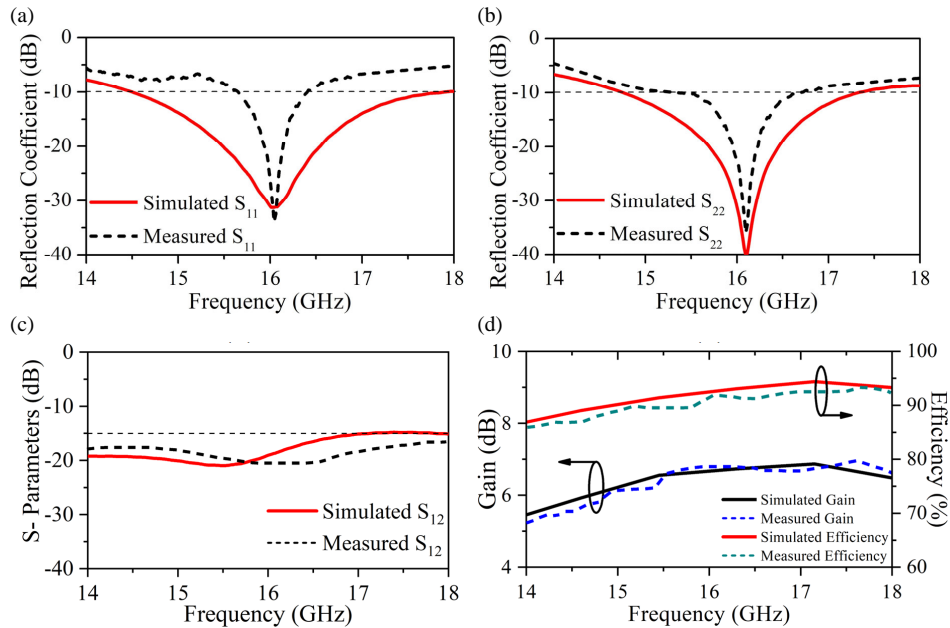 (a)
0
-10
-20
-30
-40
Reflection Coefficient (dB)
Simulated S11
Measured S11
14 15 16 17 18
Frequency (GHz)
(b)
0
-10
-20
-30
-40
Reflection Coefficient (dB)
Simulated S22
Measured S22
14 15 16 17 18
Frequency (GHz)
(c)
0
-10
-20
-30
-40
S- Parameters (dB)
Simulated S12
Measured S12
14 15 16 17 18
Frequency (GHz)
(d)
10
8
6
4
Gain (dB)
100
90
80
70
60
Efficiency (%)
Simulated Gain
Measured Gain
Simulated Efficiency
Measured Efficiency
14 15 16 17 18
Frequency (GHz)